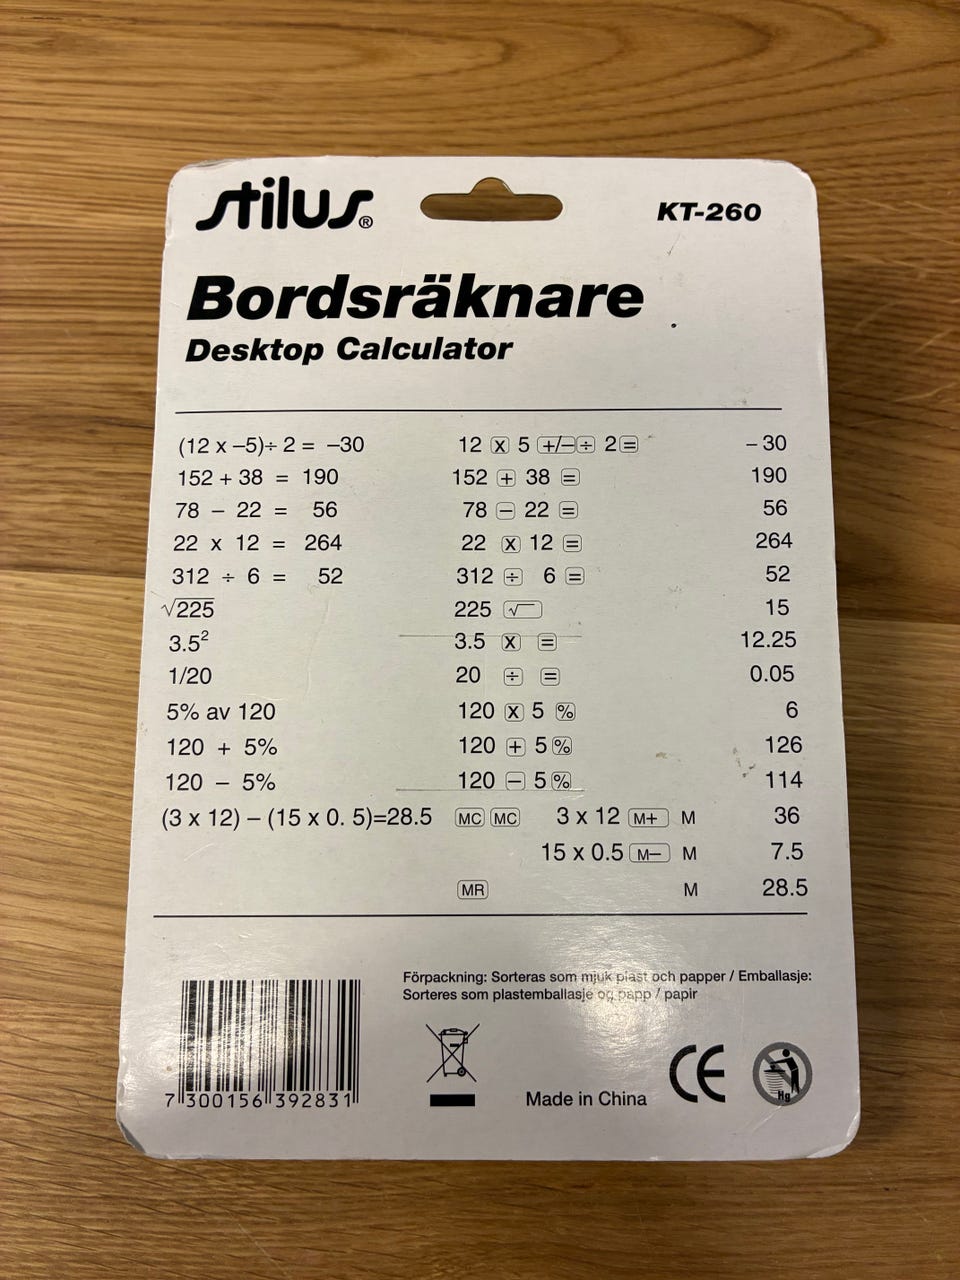 stilus®
KT-260
Bordsräknare
Desktop Calculator
(12 x –5)÷ 2 = –30 12 x 5 +/– ÷ 2 = – 30
152 + 38 = 190 152 + 38 = 190
78 – 22 = 56 78 – 22 = 56
22 x 12 = 264 22 x 12 = 264
312 ÷ 6 = 52 312 ÷ 6 = 52
√225 225 √ 15
3.5² 3.5 x = 12.25
1/20 20 ÷ = 0.05
5% av 120 120 x 5 % 6
120 + 5% 120 + 5 % 126
120 – 5% 120 – 5 % 114
(3 x 12) – (15 x 0. 5)=28.5 MC MC 3 x 12 M+ M 36
15 x 0.5 M– M 7.5
MR M 28.5
Förpackning: Sorteras som mjuk plast och papper / Emballasje:
Sorteres som plastemballasje og papp / papir
7 300156 392831
Made in China
CE
Hg